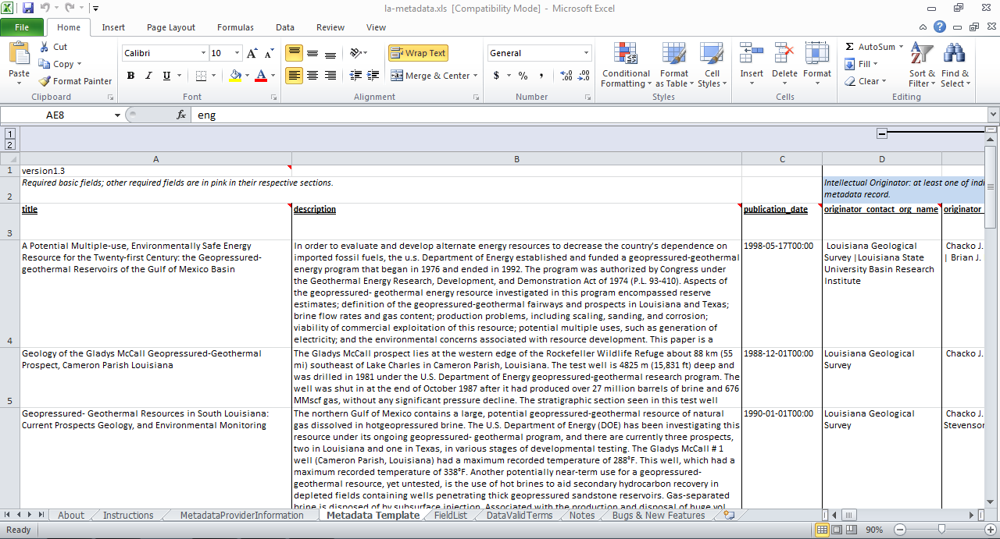 la-metadata.xls [Compatibility Mode] - Microsoft Excel
File Home Insert Page Layout Formulas Data Review View
Paste
Cut
Copy
Format Painter
Clipboard
Calibri 10
B I U
Font
Wrap Text
Merge & Center
Alignment
General
$ % ,
Number
Conditional Formatting
Format as Table
Cell Styles
Styles
Insert Delete Format
Cells
AutoSum
Fill
Clear
Sort & Filter
Find & Select
Editing
AE8 fx eng
1
2
A B C D
1 version1.3
2 Required basic fields; other required fields are in pink in their respective sections.
Intellectual Originator: at least one of indi
metadata record.
3 title description publication_date originator_contact_org_name originator_
4
A Potential Multiple-use, Environmentally Safe Energy
Resource for the Twenty-first Century: the Geopressured-
geothermal Reservoirs of the Gulf of Mexico Basin
In order to evaluate and develop alternate energy resources to decrease the country's dependence on
imported fossil fuels, the u.s. Department of Energy established and funded a geopressured-geothermal
energy program that began in 1976 and ended in 1992. The program was authorized by Congress under
the Geothermal Energy Research, Development, and Demonstration Act of 1974 (P.L. 93-410). Aspects of
the geopressured- geothermal energy resource investigated in this program encompassed reserve
estimates; definition of the geopressured-geothermal fairways and prospects in Louisiana and Texas;
brine flow rates and gas content; production problems, including scaling, sanding, and corrosion;
viability of commercial exploitation of this resource; potential multiple uses, such as generation of
electricity; and the environmental concerns associated with resource development. This paper is a
1998-05-17T00:00
Louisiana Geological
Survey |Louisiana State
University Basin Research
Institute
Chacko J.
| Brian J.
5
Geology of the Gladys McCall Geopressured-Geothermal
Prospect, Cameron Parish Louisiana
The Gladys McCall prospect lies at the western edge of the Rockefeller Wildlife Refuge about 88 km (55
mi) southeast of Lake Charles in Cameron Parish, Louisiana. The test well is 4825 m (15,831 ft) deep and
was drilled in 1981 under the U.S. Department of Energy geopressured-geothermal research program. The
well was shut in at the end of October 1987 after it had produced over 27 million barrels of brine and 676
MMscf gas, without any significant pressure decline. The stratigraphic section seen in this test well
1988-12-01T00:00
Louisiana Geological
Survey
Chacko J.
Geopressured- Geothermal Resources in South Louisiana:
Current Prospects Geology, and Environmental Monitoring
The northern Gulf of Mexico contains a large, potential geopressured-geothermal resource of natural
gas dissolved in hotgeopressured brine. The U.S. Department of Energy (DOE) has been investigating this
resource under its ongoing geopressured- geothermal program, and there are currently three prospects,
two in Louisiana and one in Texas, in various stages of developmental testing. The Gladys McCall # 1
well (Cameron Parish, Louisiana) had a maximum recorded temperature of 288°F. This well, which had a
maximum recorded temperature of 338°F. Another potentially near-term use for a geopressured-
geothermal resource, yet untested, is the use of hot brines to aid secondary hydrocarbon recovery in
depleted fields containing wells penetrating thick geopressured sandstone reservoirs. Gas-separated
brine is disposed of by subsurface injection. Associated with the production and disposal of huge vol
1990-01-01T00:00
Louisiana Geological
Survey
Chacko J.
Stevenson
About Instructions MetadataProviderInformation Metadata Template FieldList DataValidTerms Notes Bugs & New Features
Ready 90%